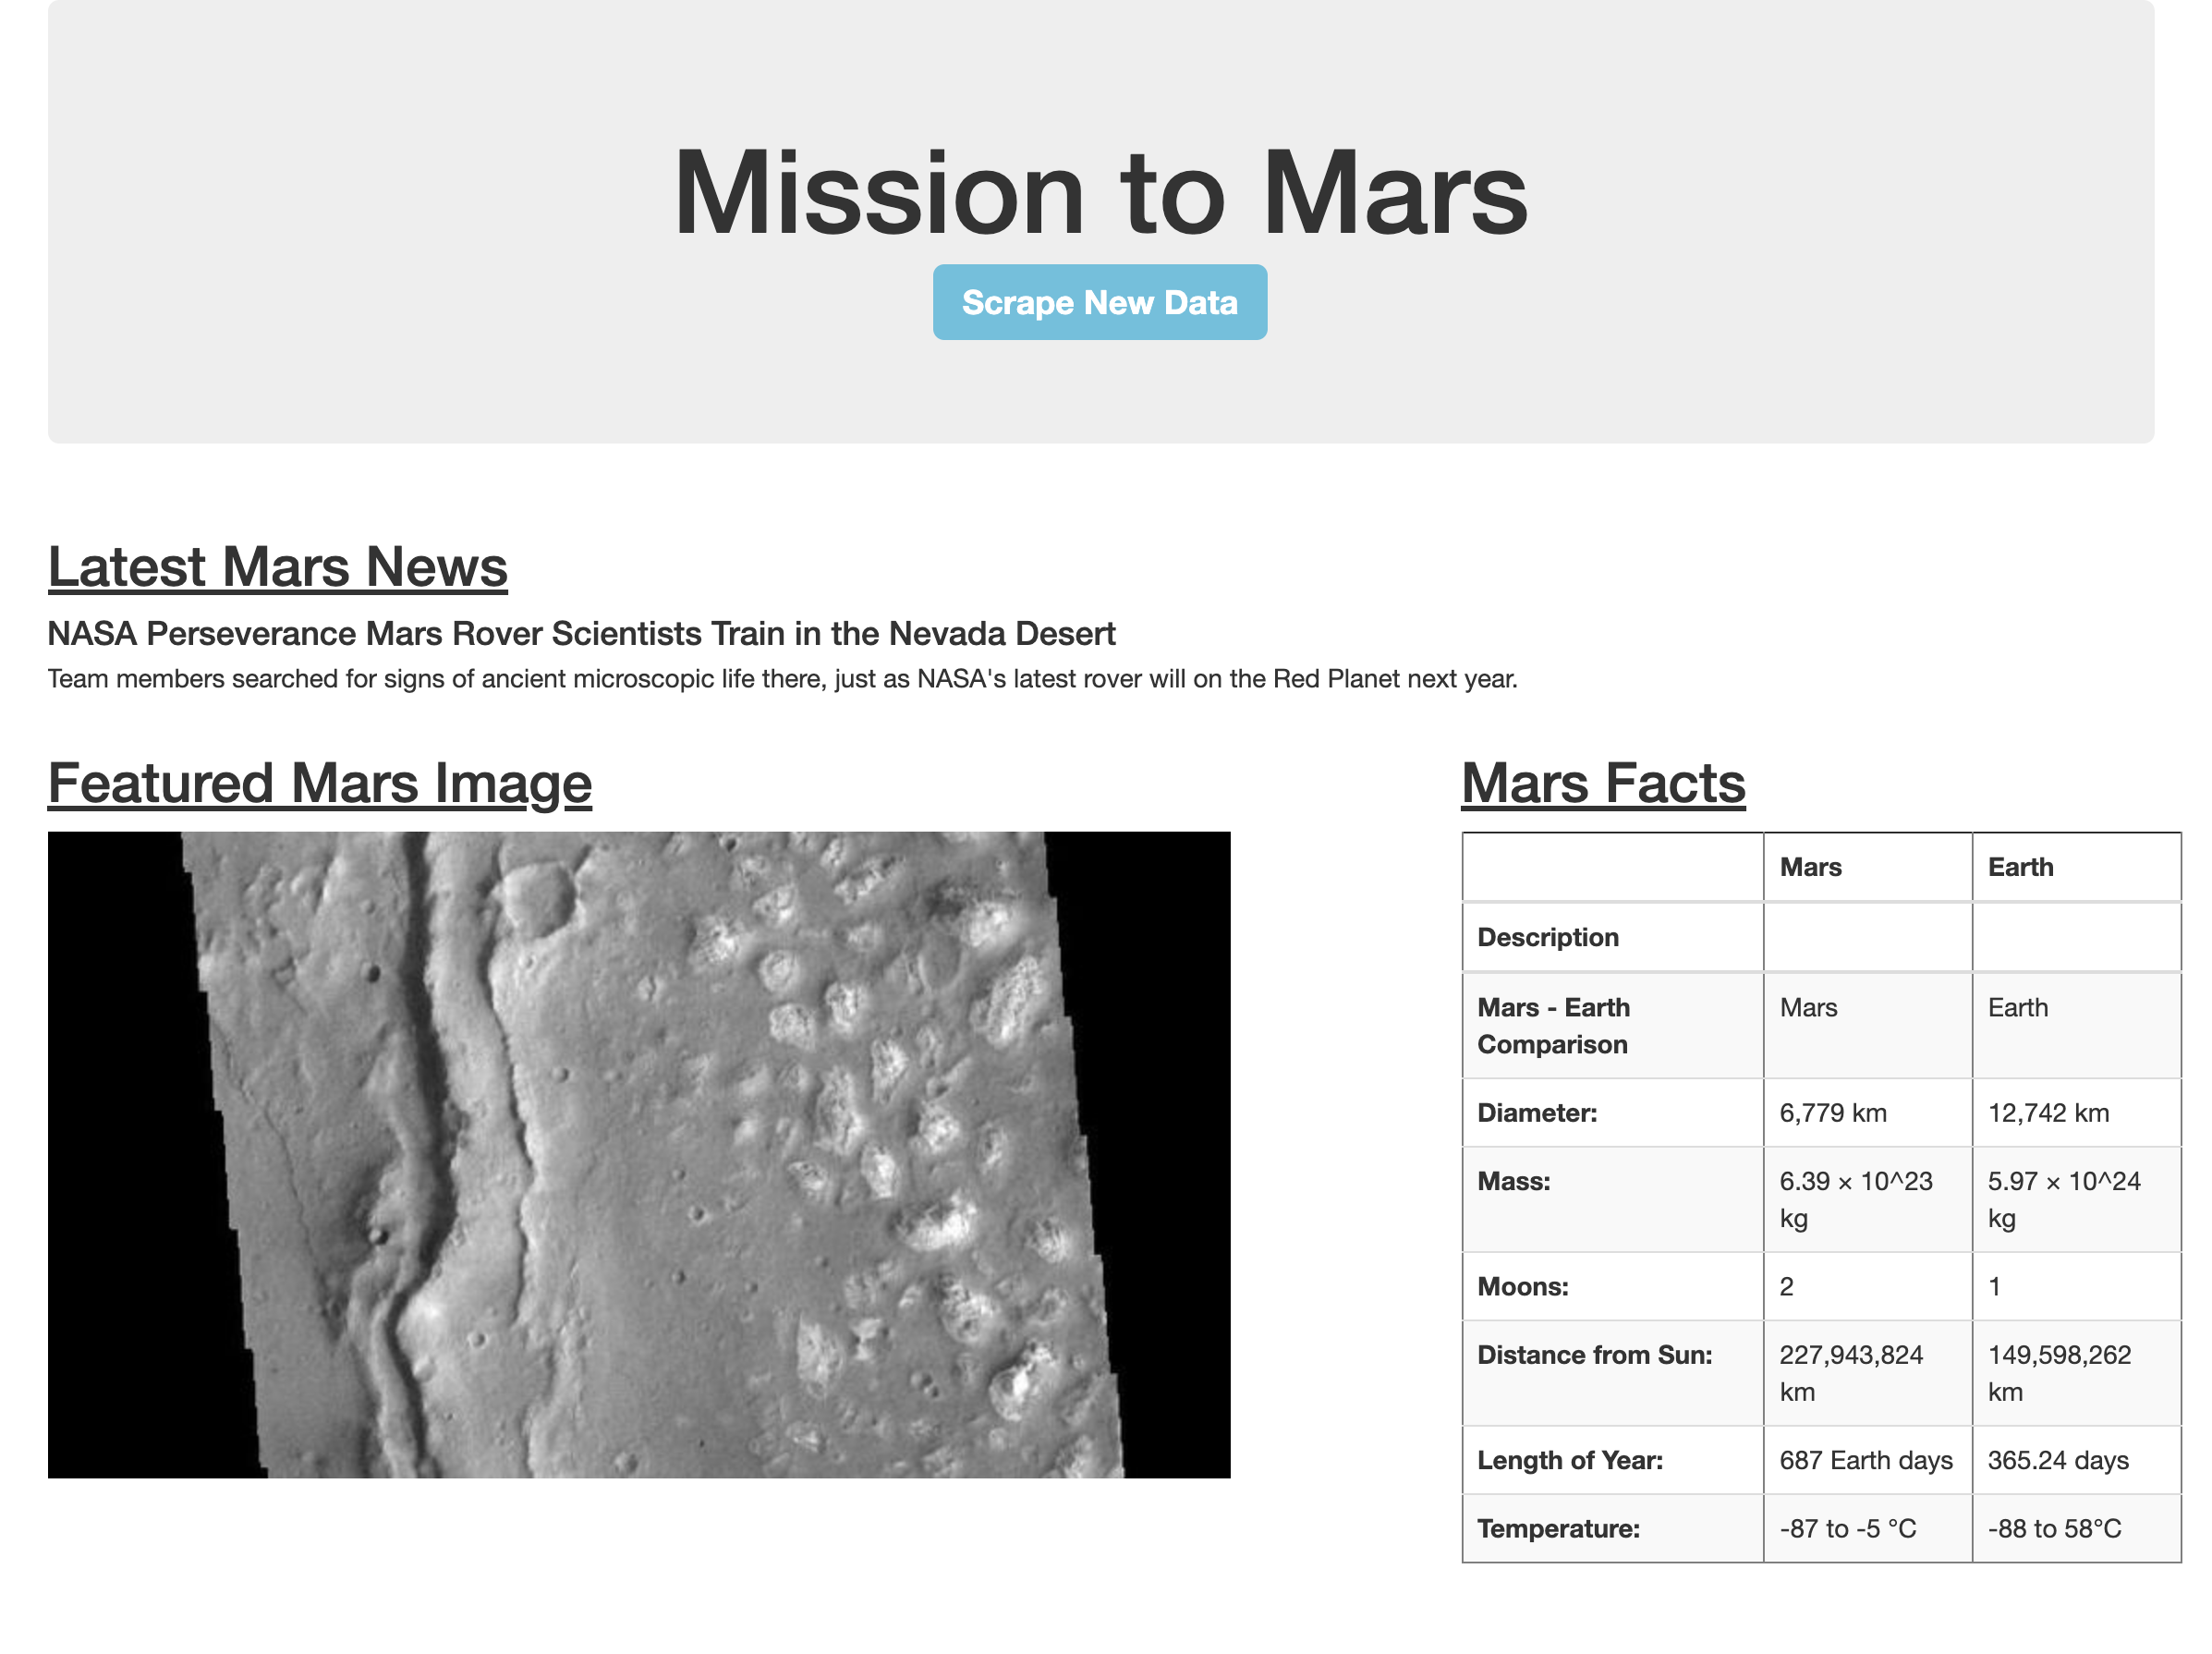 Mission to Mars
Scrape New Data
Latest Mars News
NASA Perseverance Mars Rover Scientists Train in the Nevada Desert
Team members searched for signs of ancient microscopic life there, just as NASA's latest rover will on the Red Planet next year.
Featured Mars Image
Mars Facts
Mars Earth
Description
Mars - Earth Comparison Mars Earth
Diameter: 6,779 km 12,742 km
Mass: 6.39 × 10^23 kg 5.97 × 10^24 kg
Moons: 2 1
Distance from Sun: 227,943,824 km 149,598,262 km
Length of Year: 687 Earth days 365.24 days
Temperature: -87 to -5 °C -88 to 58°C